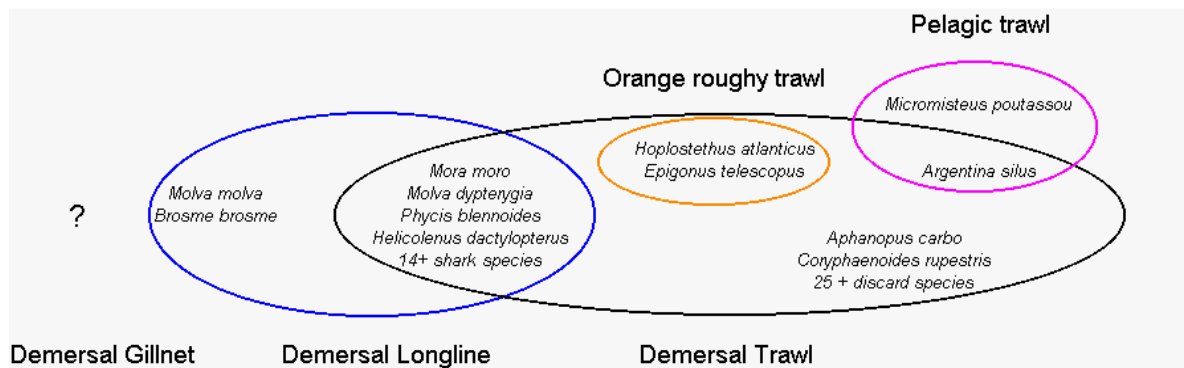 Pelagic trawl
Orange roughy trawl
Micromisteus poutassou
Hoplostethus atlanticus
Epigonus telescopus
Argentina silus
Mora moro
Molva dypterygia
Phycis blennoides
Helicolenus dactylopterus
14+ shark species
Molva molva
Brosme brosme
?
Aphanopus carbo
Coryphaenoides rupestris
25 + discard species
Demersal Gillnet
Demersal Longline
Demersal Trawl